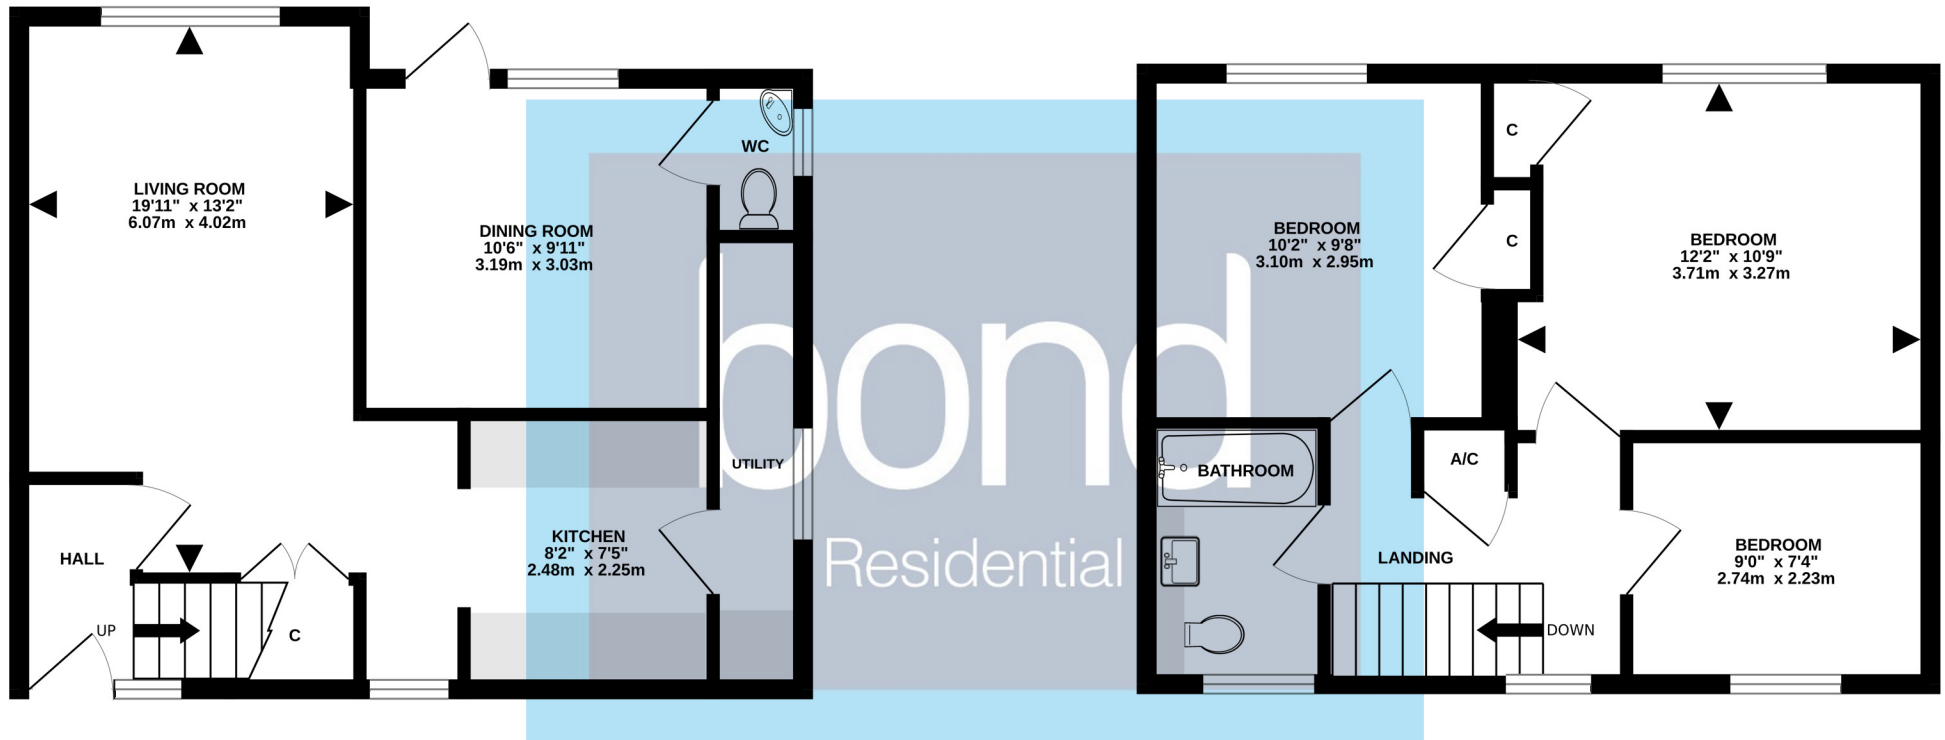 LIVING ROOM
19'11" x 13'2"
6.07m x 4.02m
DINING ROOM
10'6" x 9'11"
3.19m x 3.03m
WC
UTILITY
KITCHEN
8'2" x 7'5"
2.48m x 2.25m
HALL
UP
C
bond
Residential
BEDROOM
10'2" x 9'8"
3.10m x 2.95m
C
C
BEDROOM
12'2" x 10'9"
3.71m x 3.27m
BATHROOM
A/C
LANDING
DOWN
BEDROOM
9'0" x 7'4"
2.74m x 2.23m